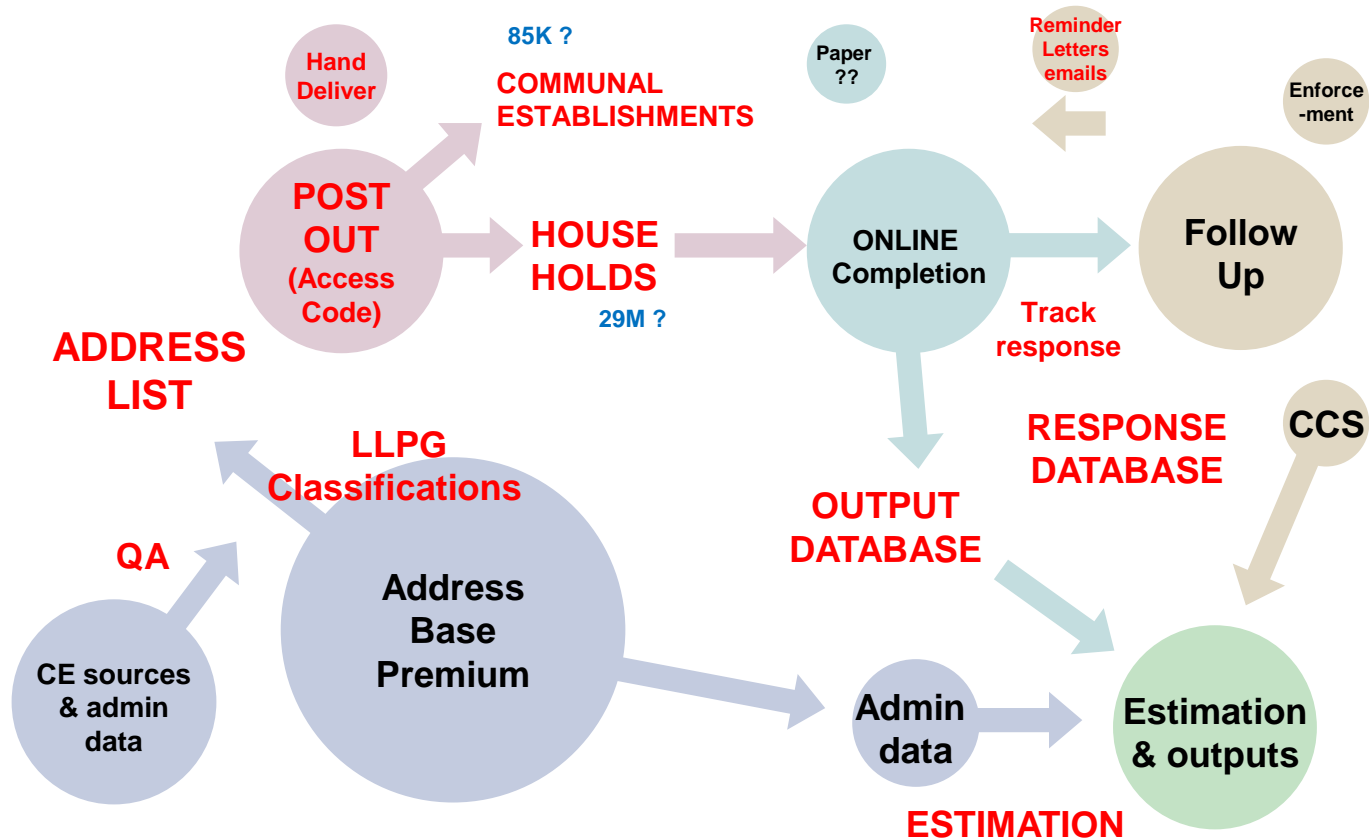 Hand
Deliver
85K ?
COMMUNAL
ESTABLISHMENTS
Paper
??
Reminder
Letters
emails
Enforce
-ment
POST
OUT
(Access
Code)
HOUSE
HOLDS
29M ?
ONLINE
Completion
Follow
Up
Track
response
ADDRESS
LIST
LLPG
Classifications
RESPONSE
DATABASE
CCS
QA
OUTPUT
DATABASE
Address
Base
Premium
CE sources
& admin
data
Admin
data
Estimation
& outputs
ESTIMATION